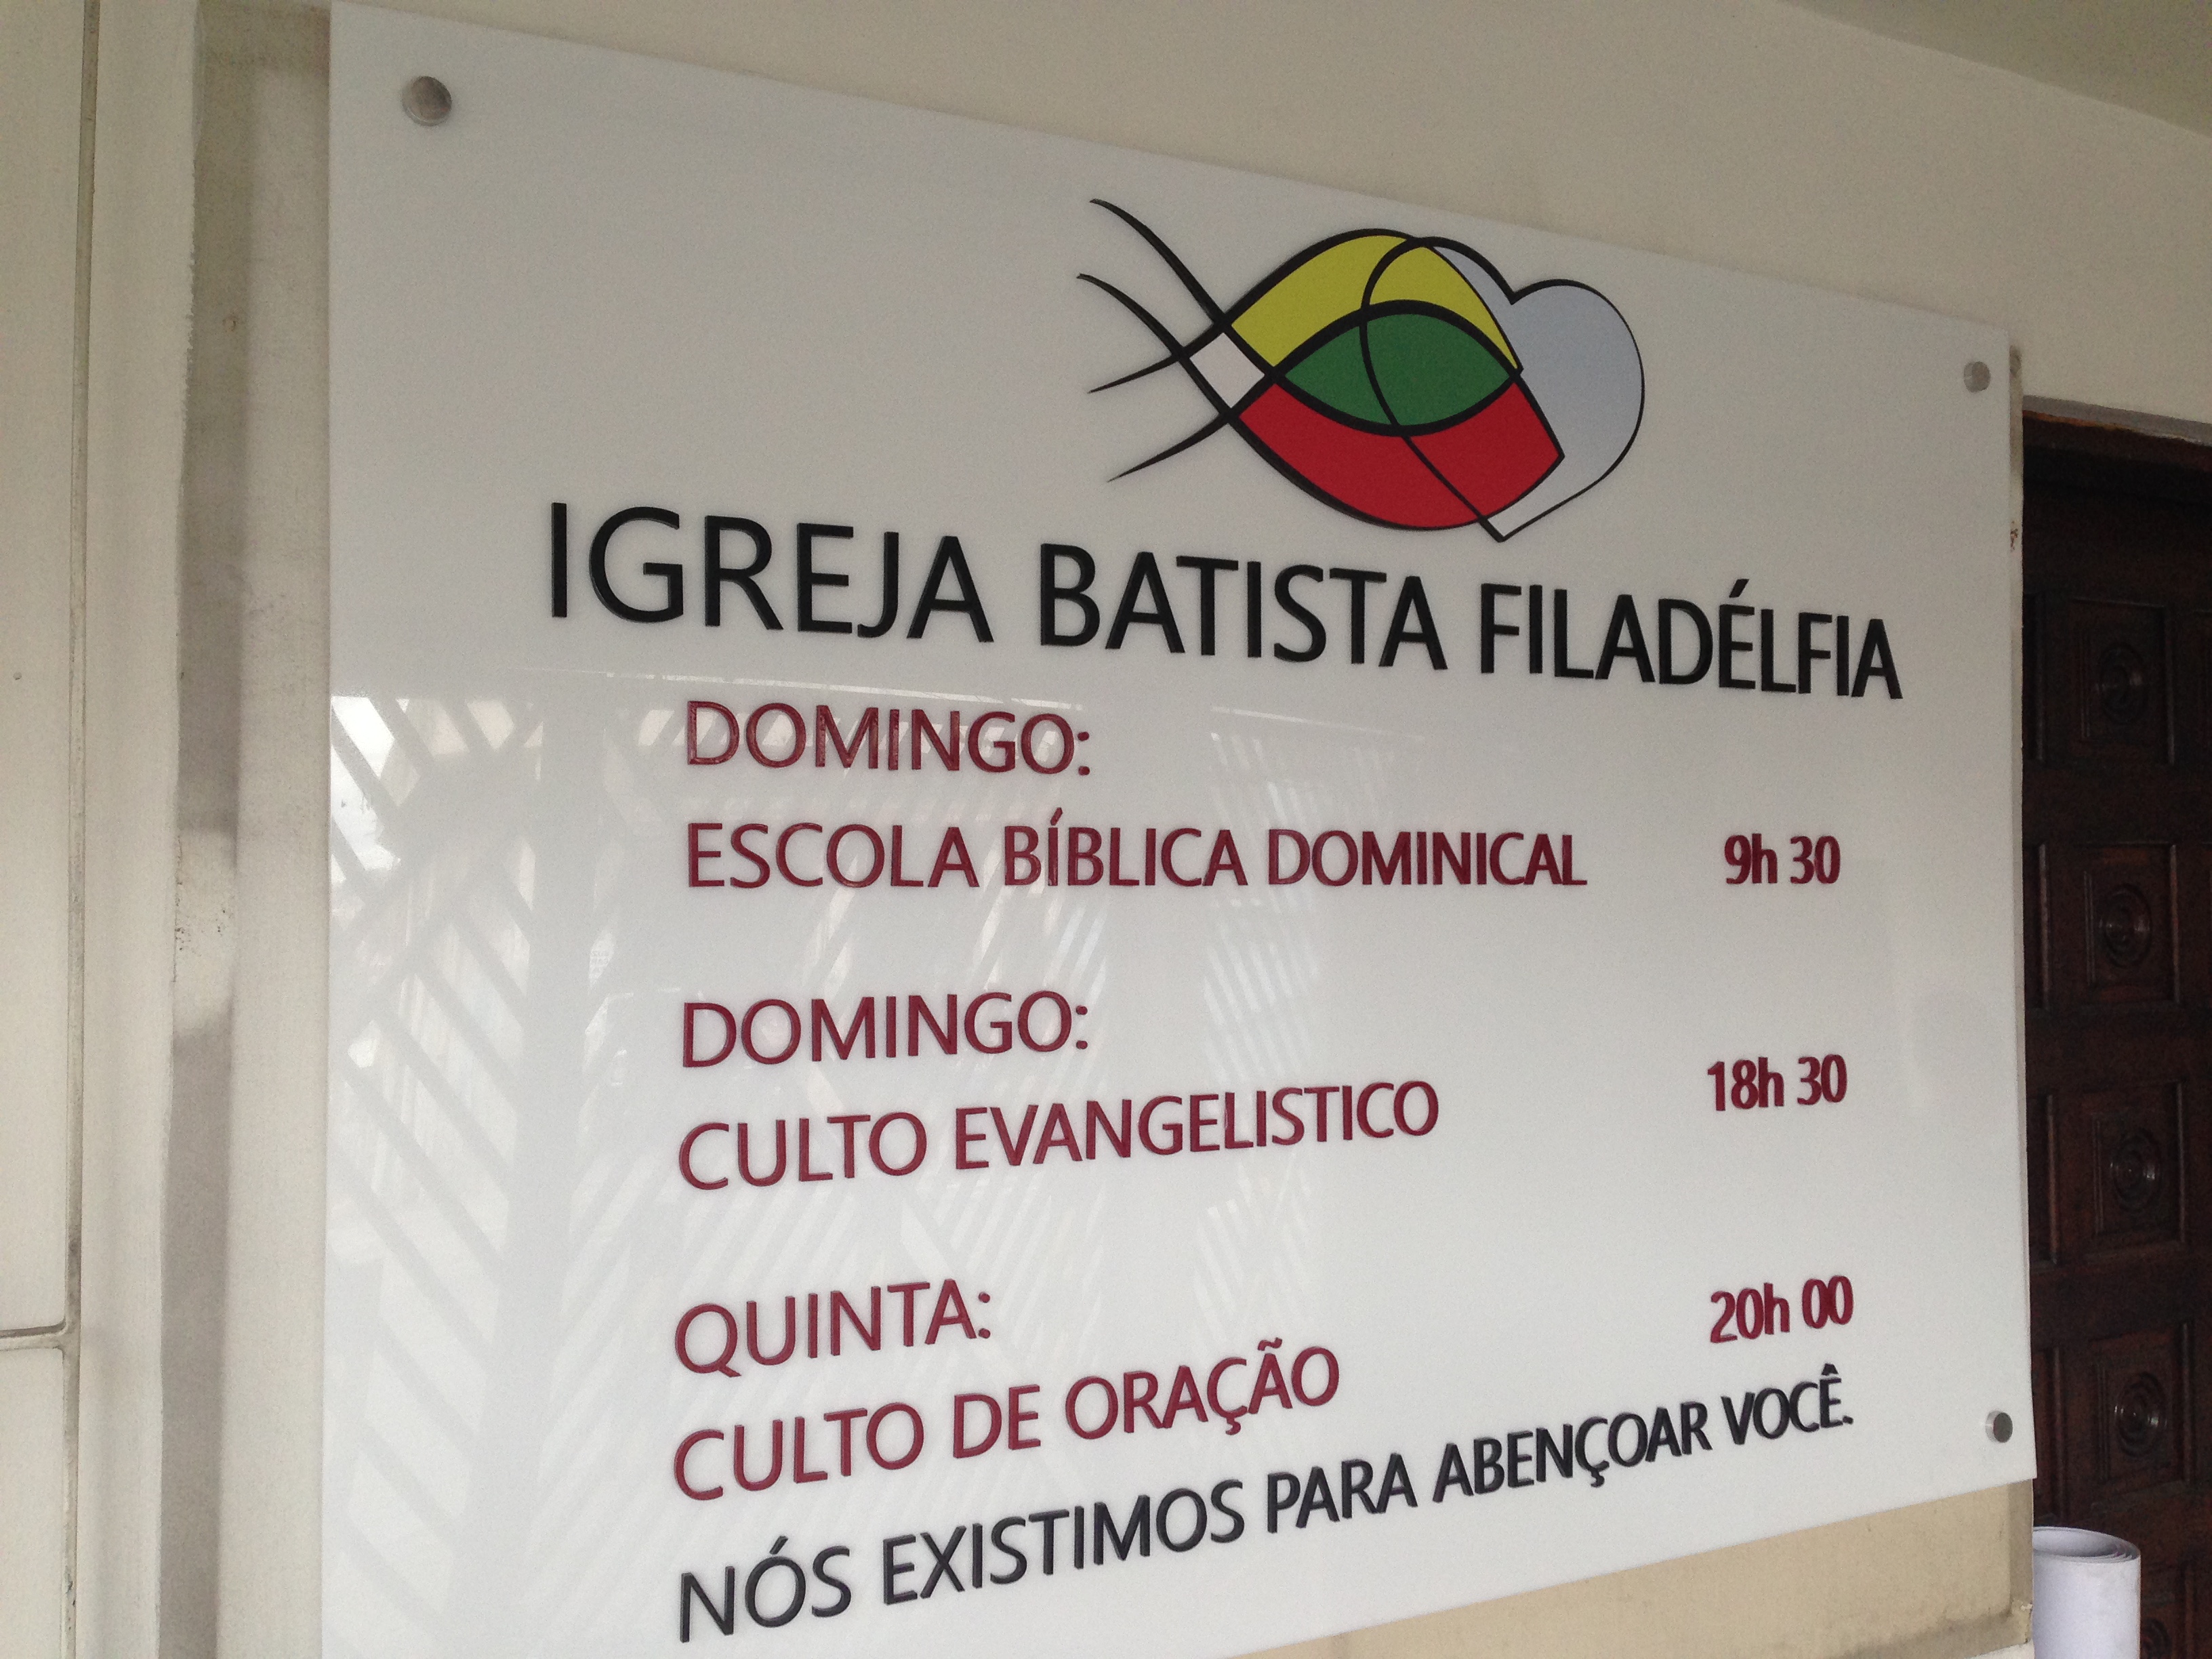 IGREJA BATISTA FILADÉLFIA
DOMINGO:
ESCOLA BÍBLICA DOMINICAL 9h 30
DOMINGO:
CULTO EVANGELISTICO 18h 30
QUINTA:
CULTO DE ORAÇÃO 20h 00
NÓS EXISTIMOS PARA ABENÇOAR VOCÊ.